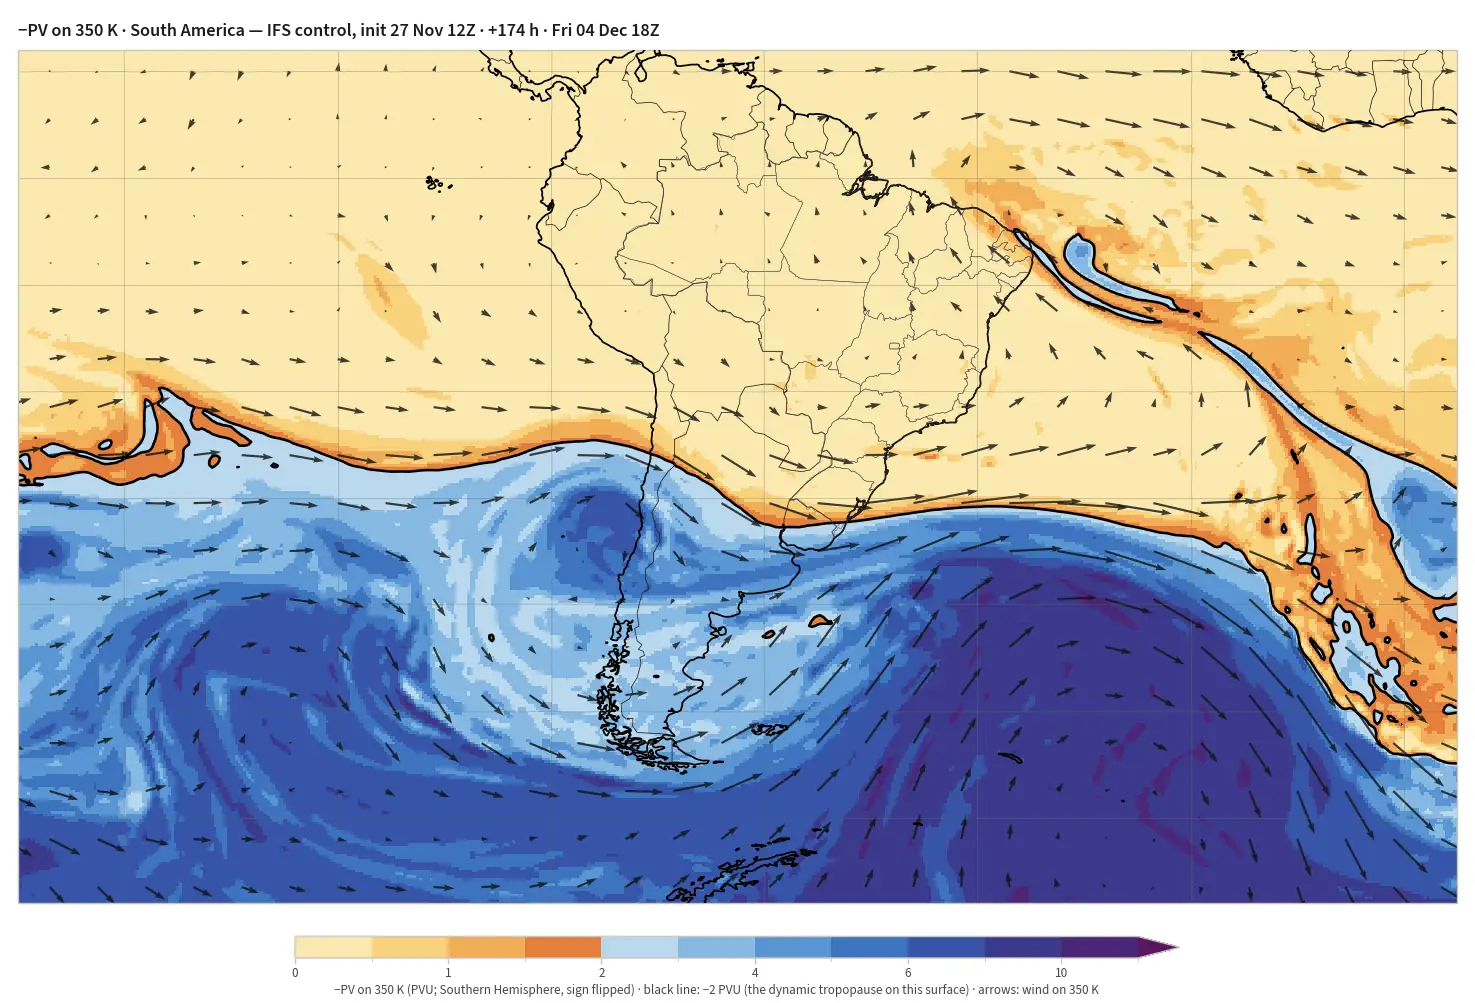 −PV on 350 K · South America — IFS control, init 27 Nov 12Z · +174 h · Fri 04 Dec 18Z
0 1 2 4 6 10
−PV on 350 K (PVU; Southern Hemisphere, sign flipped) · black line: −2 PVU (the dynamic tropopause on this surface) · arrows: wind on 350 K